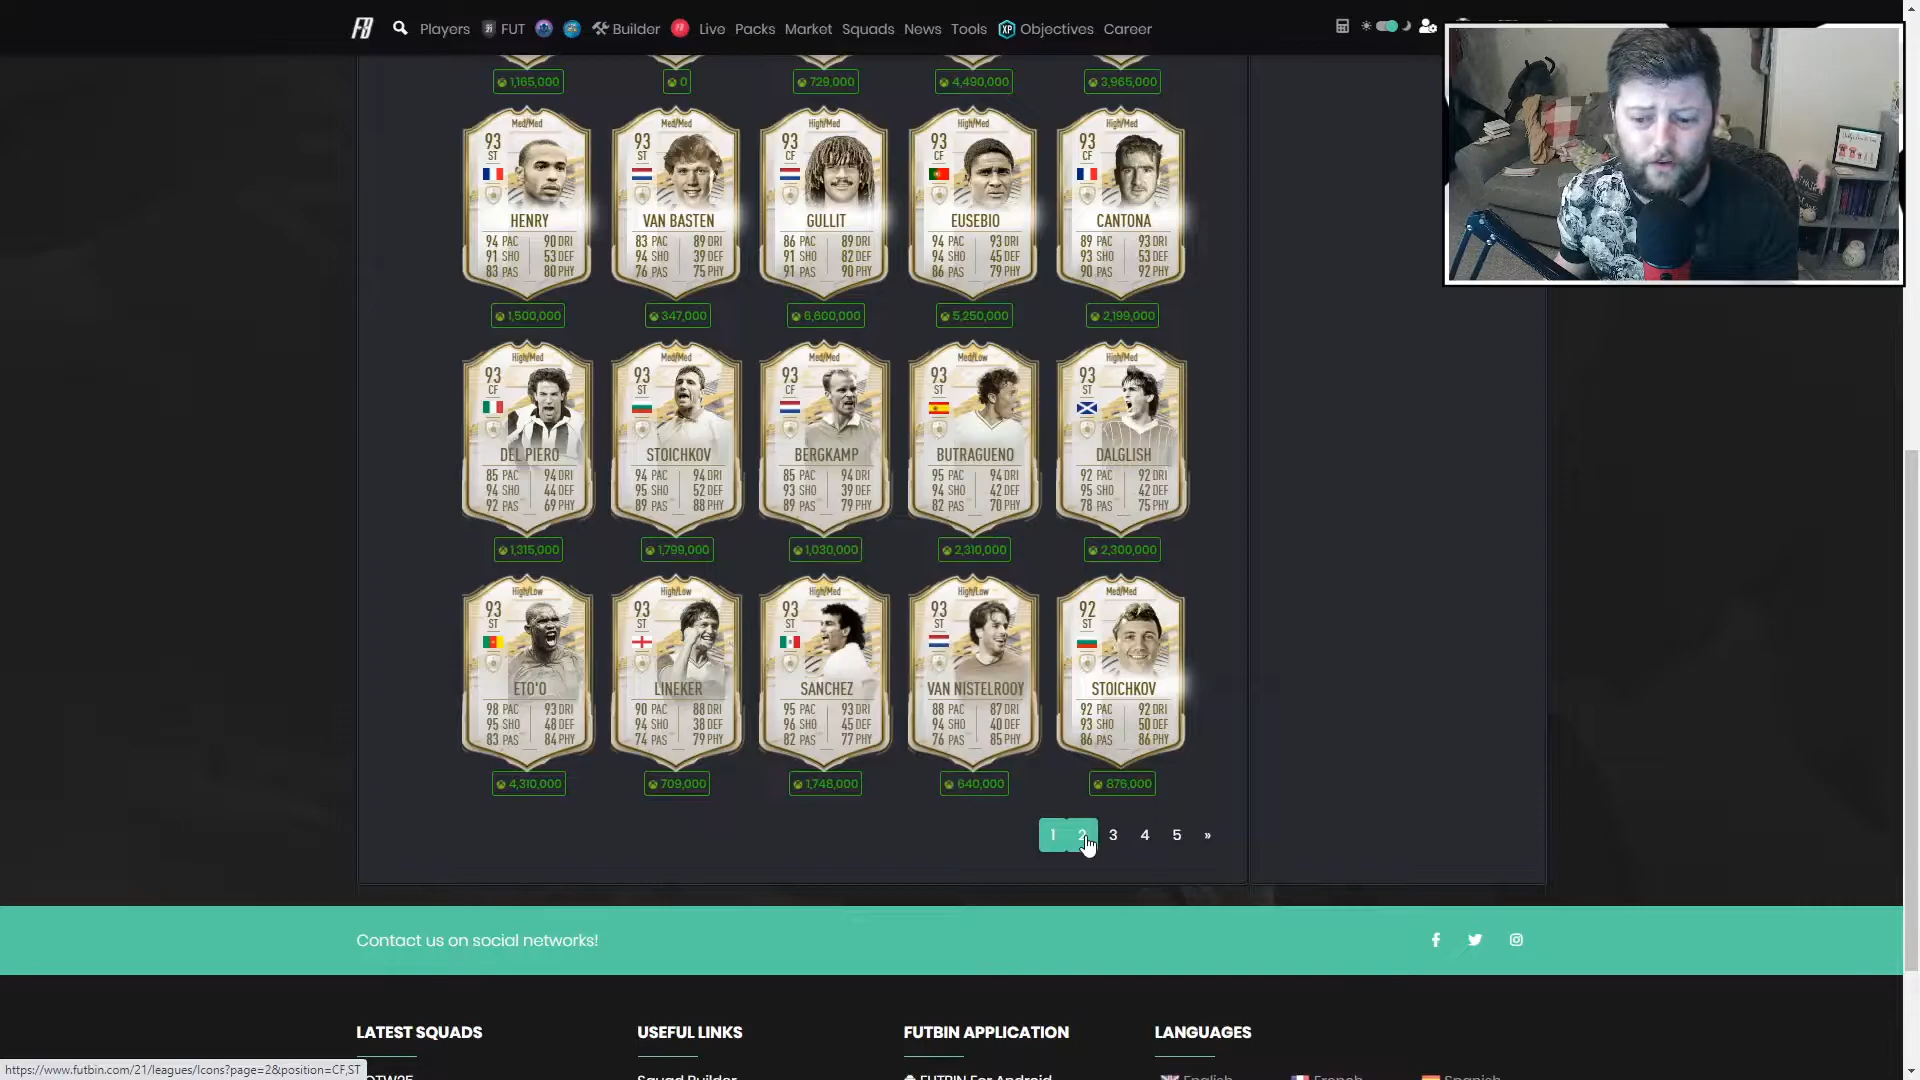 FB Players FUT Builder Live Packs Market Squads News Tools XP Objectives Career
1,165,000 0 729,000 4,490,000 3,965,000
Med/Med Med/Med High/Med High/Med High/Med
93 93 93 93 93
ST ST CF CF CF
HENRY VAN BASTEN GULLIT EUSEBIO CANTONA
94 PAC 90 DRI 83 PAC 89 DRI 86 PAC 89 DRI 94 PAC 93 DRI 89 PAC 93 DRI
91 SHO 53 DEF 94 SHO 39 DEF 91 SHO 82 DEF 94 SHO 45 DEF 93 SHO 53 DEF
83 PAS 80 PHY 76 PAS 75 PHY 91 PAS 90 PHY 86 PAS 79 PHY 90 PAS 92 PHY
1,500,000 347,000 6,600,000 5,250,000 2,199,000
High/Med Med/Med Med/Med Med/Low High/Med
93 93 93 93 93
CF ST CF ST ST
DEL PIERO STOICHKOV BERGKAMP BUTRAGUENO DALGLISH
85 PAC 94 DRI 94 PAC 94 DRI 85 PAC 94 DRI 95 PAC 94 DRI 92 PAC 92 DRI
94 SHO 44 DEF 95 SHO 52 DEF 93 SHO 39 DEF 94 SHO 42 DEF 95 SHO 42 DEF
92 PAS 69 PHY 89 PAS 88 PHY 89 PAS 79 PHY 82 PAS 70 PHY 78 PAS 75 PHY
1,315,000 1,799,000 1,030,000 2,310,000 2,300,000
High/Low High/Low High/Low High/Low Med/Med
93 93 93 93 92
ST ST ST ST ST
ETO'O LINEKER SANCHEZ VAN NISTELROOY STOICHKOV
98 PAC 93 DRI 90 PAC 88 DRI 95 PAC 93 DRI 88 PAC 87 DRI 92 PAC 92 DRI
95 SHO 48 DEF 94 SHO 38 DEF 96 SHO 45 DEF 94 SHO 40 DEF 93 SHO 50 DEF
83 PAS 84 PHY 74 PAS 79 PHY 82 PAS 77 PHY 76 PAS 85 PHY 86 PAS 86 PHY
4,310,000 709,000 1,748,000 640,000 876,000
1 2 3 4 5 »
Contact us on social networks!
LATEST SQUADS USEFUL LINKS FUTBIN APPLICATION LANGUAGES
https://www.futbin.com/21/leagues/Icons?page=2&position=CF,ST
TOTW25 Squad Builder FUTBIN For Android English French Spanish